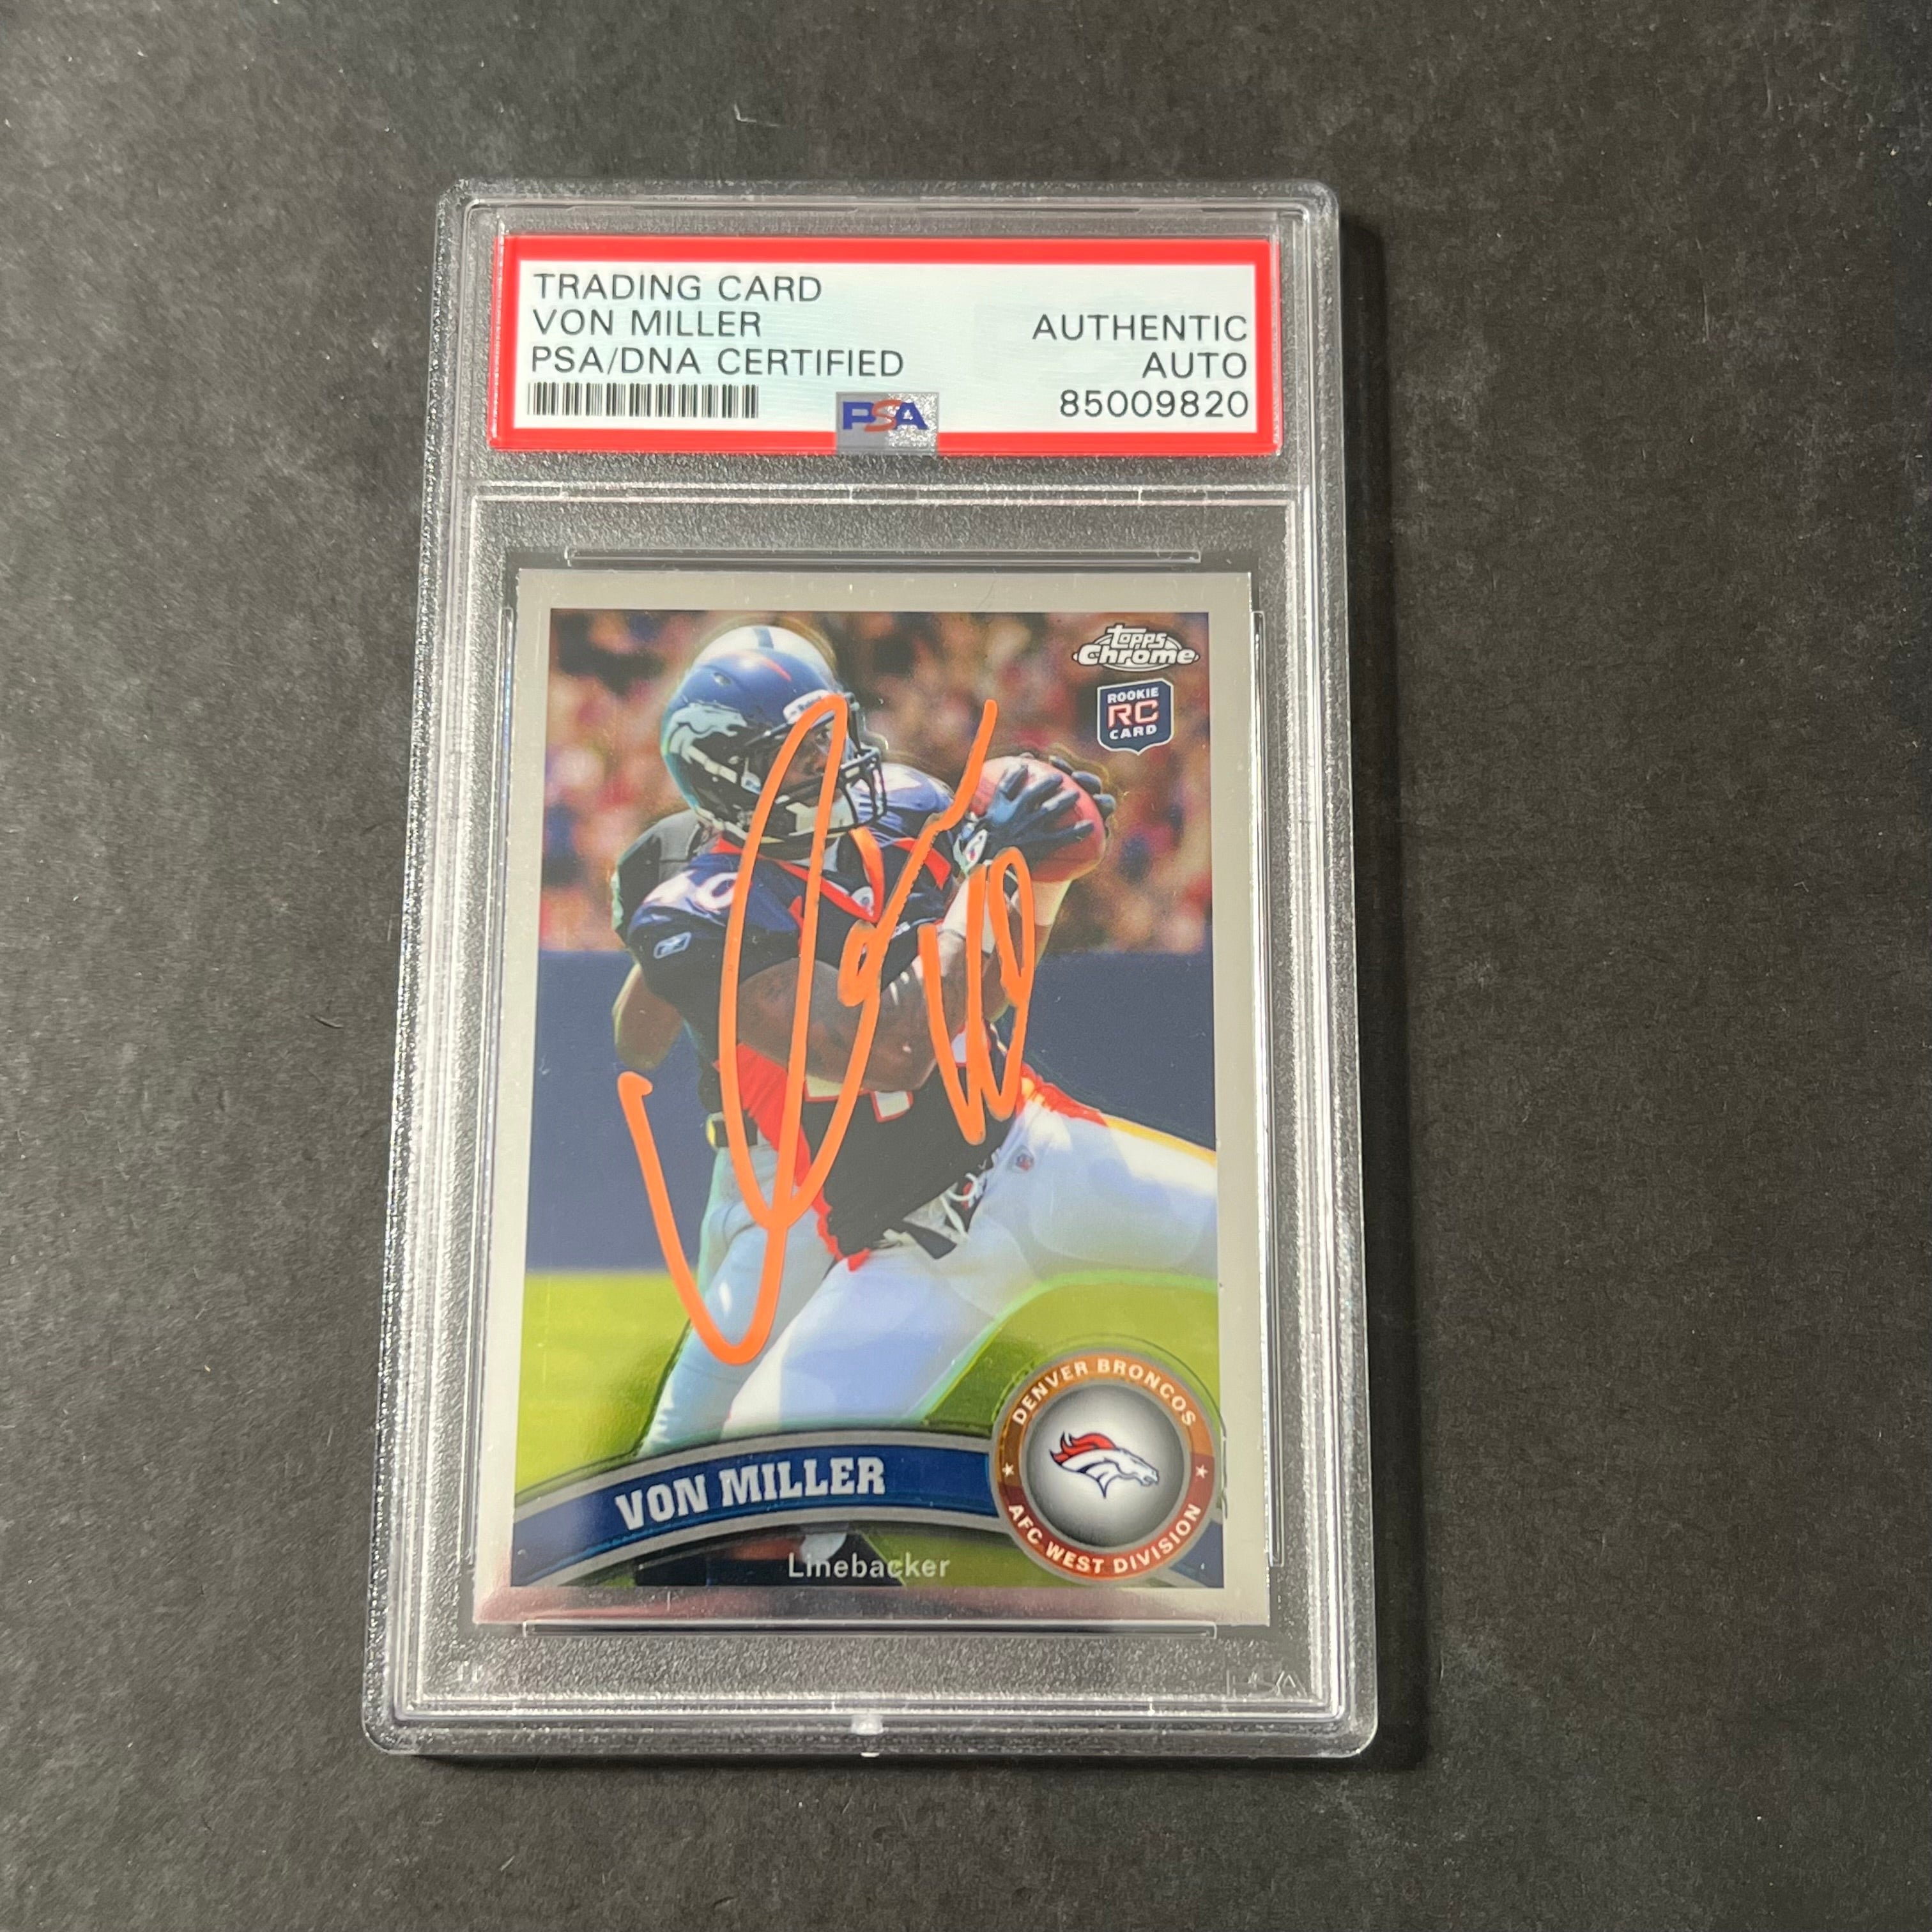 TRADING CARD
VON MILLER
PSA/DNA CERTIFIED
AUTHENTIC
AUTO
85009820
PSA
Topps
Chrome
ROOKIE
RC
CARD
DENVER BRONCOS
AFC WEST DIVISION
VON MILLER
Linebacker
PSA